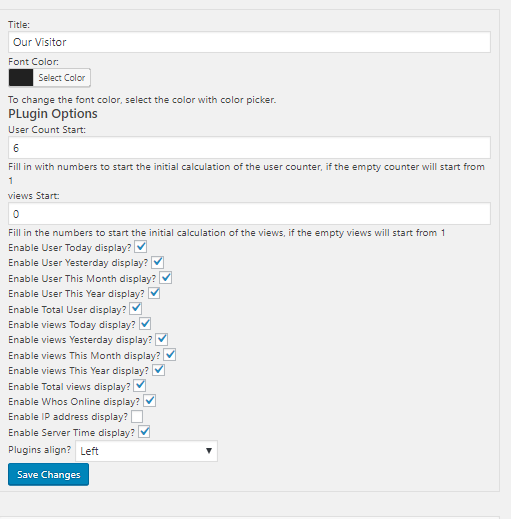 Title:
Our Visitor
Font Color:
Select Color
To change the font color, select the color with color picker.
PLugin Options
User Count Start:
6
Fill in with numbers to start the initial calculation of the user counter, if the empty counter will start from
1
views Start:
0
Fill in the numbers to start the initial calculation of the views, if the empty views will start from 1
Enable User Today display?
Enable User Yesterday display?
Enable User This Month display?
Enable User This Year display?
Enable Total User display?
Enable views Today display?
Enable views Yesterday display?
Enable views This Month display?
Enable views This Year display?
Enable Total views display?
Enable Whos Online display?
Enable IP address display?
Enable Server Time display?
Plugins align? Left
Save Changes